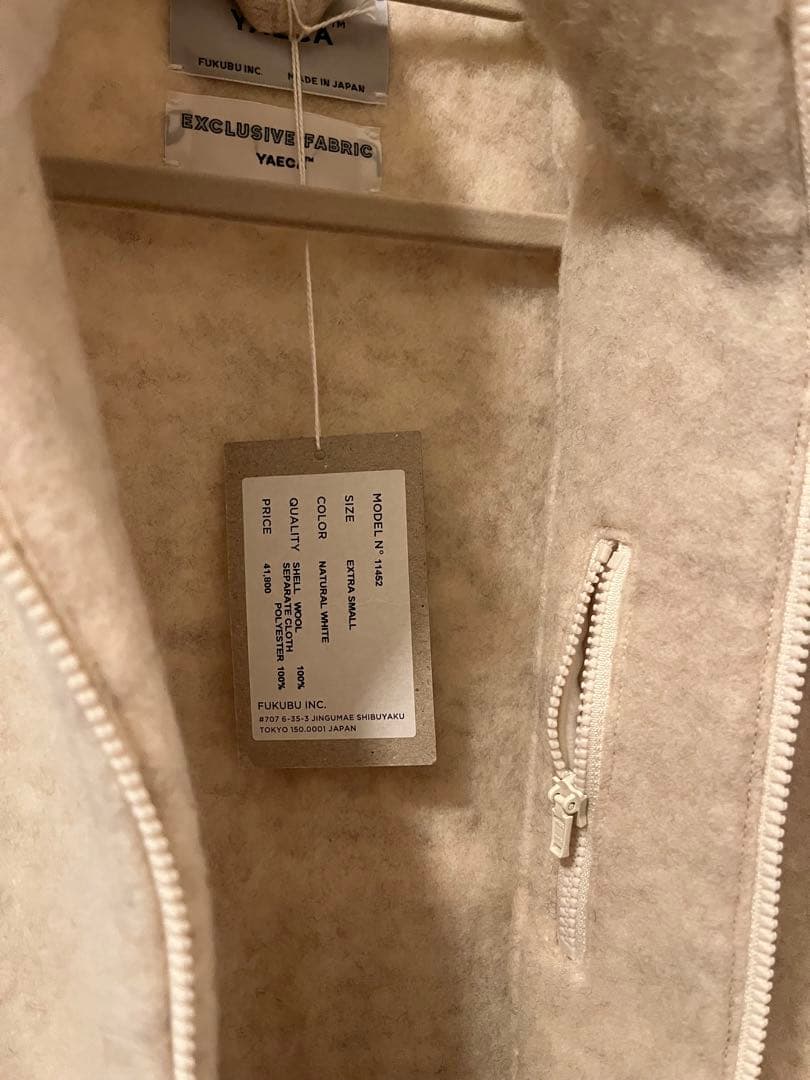 YAECA™
FUKUBU INC. MADE IN JAPAN
EXCLUSIVE FABRIC
YAECA™
MODEL N° 11452
SIZE EXTRA SMALL
COLOR NATURAL WHITE
QUALITY SHELL WOOL 100%
SEPARATE CLOTH
POLYESTER 100%
PRICE 41,800
FUKUBU INC.
#707 6-35-3 JINGUMAE SHIBUYAKU
TOKYO 150.0001 JAPAN